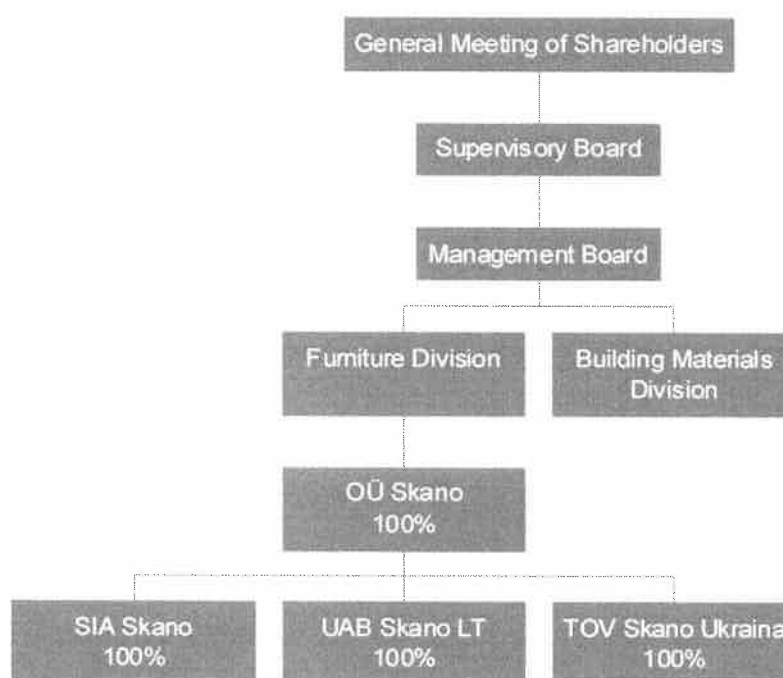 General Meeting of Shareholders
Supervisory Board
Management Board
Furniture Division
Building Materials
Division
OÜ Skano
100%
SIA Skano
100%
UAB Skano LT
100%
TOV Skano Ukraina
100%